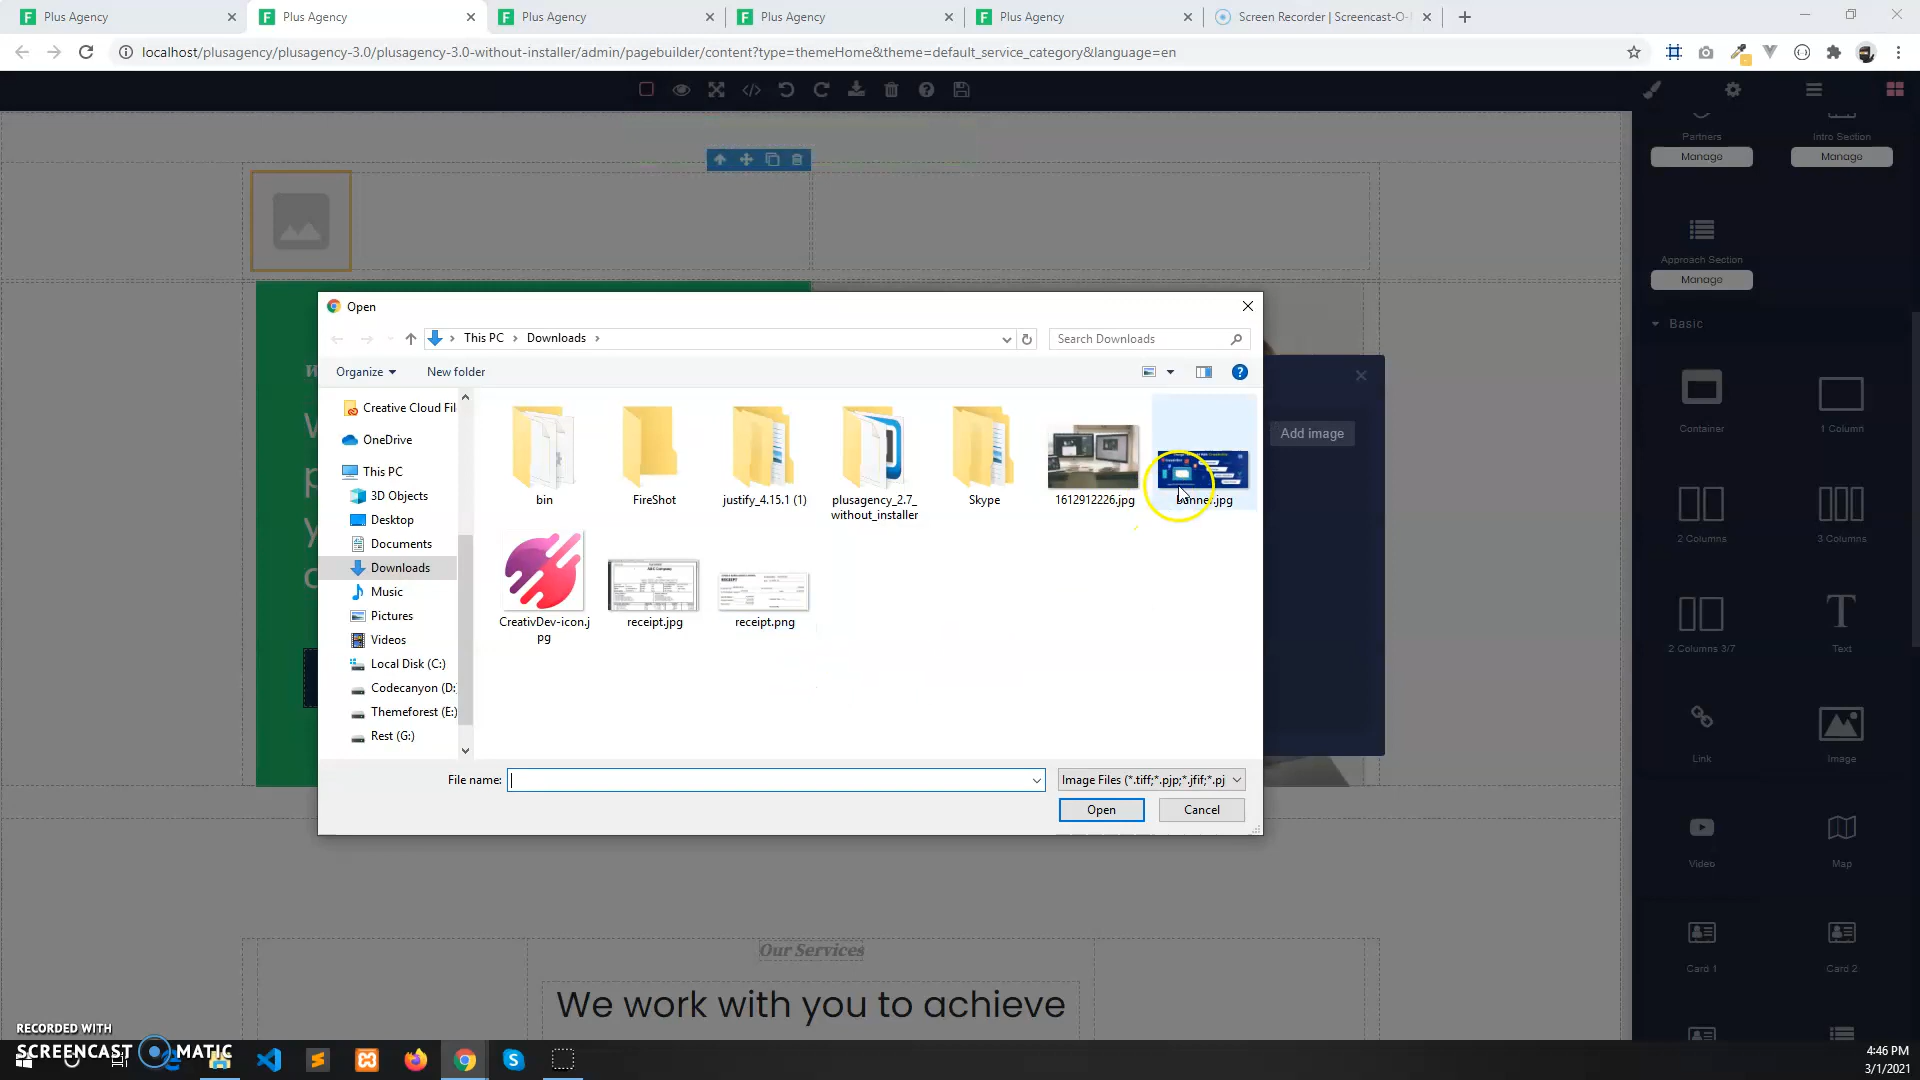 Plus Agency
Plus Agency
Plus Agency
Plus Agency
Plus Agency
Screen Recorder | Screencast-O-
localhost/plusagency/plusagency-3.0/plusagency-3.0-without-installer/admin/pagebuilder/content?type=themeHome&theme=default_service_category&language=en
Partners
Intro Section
Manage
Manage
Approach Section
Manage
Basic
Container
1 Column
2 Columns
3 Columns
2 Columns 3/7
Text
Link
Image
Video
Map
Card 1
Card 2
Add image
Open
This PC
Downloads
Search Downloads
Organize
New folder
Creative Cloud Fil
OneDrive
This PC
3D Objects
Desktop
Documents
Downloads
Music
Pictures
Videos
Local Disk (C:)
Codecanyon (D:
Themeforest (E:)
Rest (G:)
bin
FireShot
justify_4.15.1 (1)
plusagency_2.7_
without_installer
Skype
1612912226.jpg
banner.jpg
CreativDev-icon.j
pg
receipt.jpg
receipt.png
File name:
Image Files (*.tiff;*.pjp;*.jfif;*.pj
Open
Cancel
Our Services
We work with you to achieve
RECORDED WITH
SCREENCAST MATIC
4:46 PM
3/1/2021